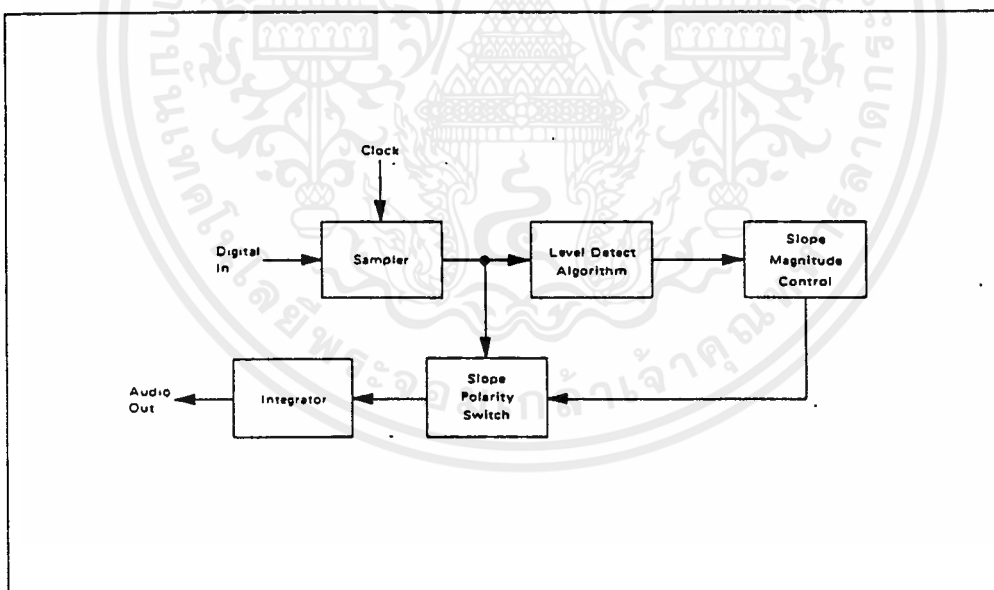 Clock
Digital
In
Sampler
Level Detect
Algorithm
Slope
Magnitude
Control
Audio
Out
Integrator
Slope
Polarity
Switch